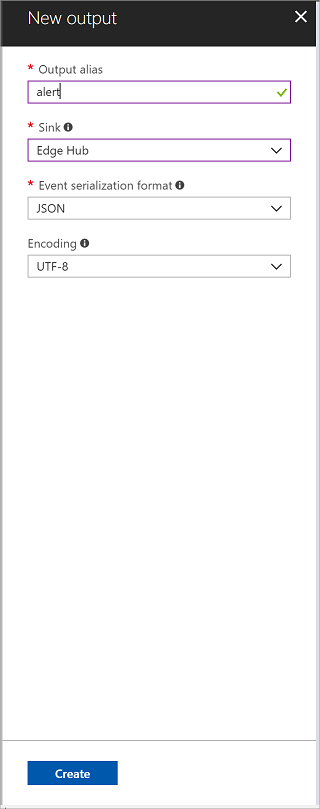 New output
* Output alias
alert
* Sink
Edge Hub
* Event serialization format
JSON
Encoding
UTF-8
Create